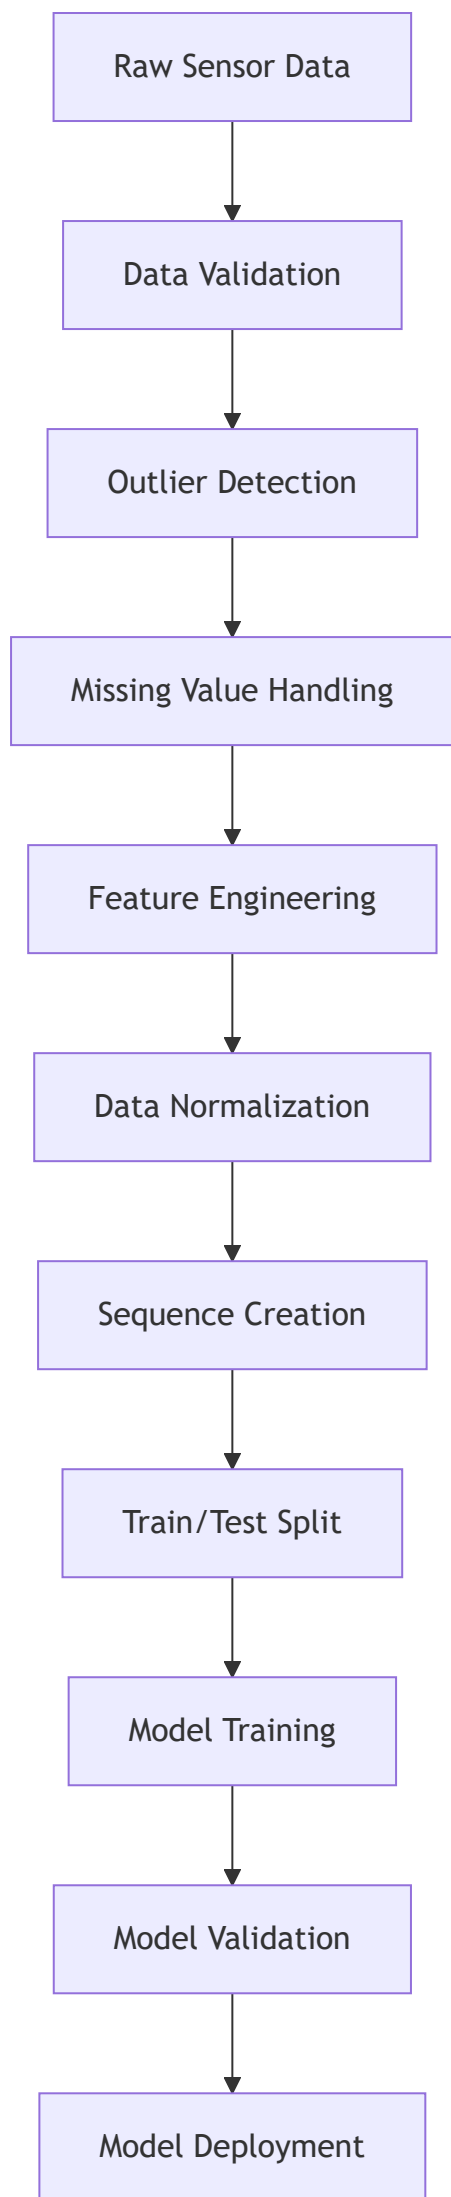 Raw Sensor Data
Data Validation
Outlier Detection
Missing Value Handling
Feature Engineering
Data Normalization
Sequence Creation
Train/Test Split
Model Training
Model Validation
Model Deployment